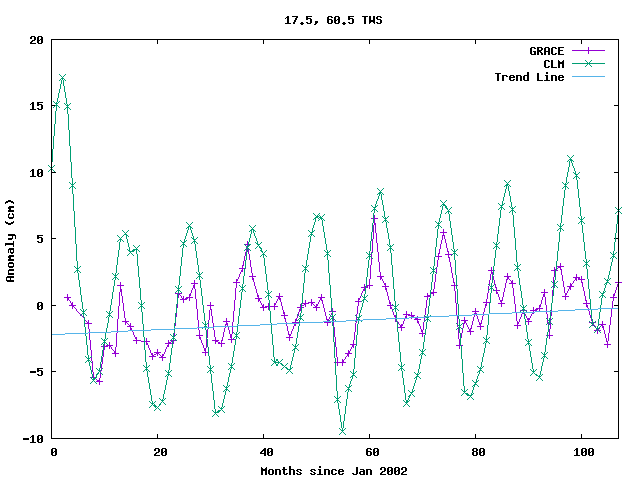 17.5, 60.5 TWS
GRACE
CLM
Trend Line
Anomaly (cm)
20
15
10
5
0
-5
-10
0 20 40 60 80 100
Months since Jan 2002